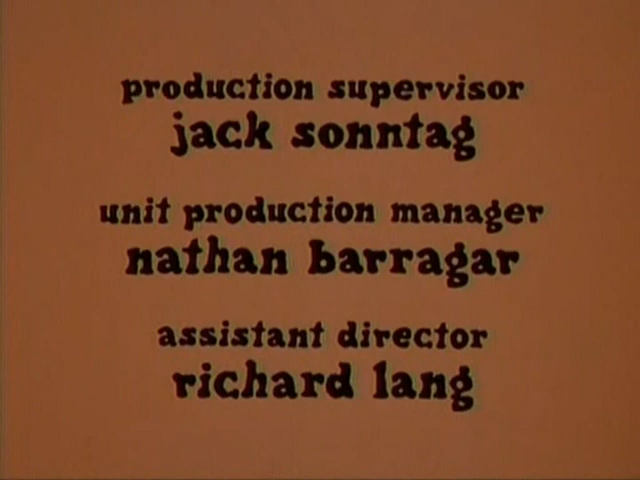 production supervisor
jack sonntag
unit production manager
nathan barragar
assistant director
richard lang